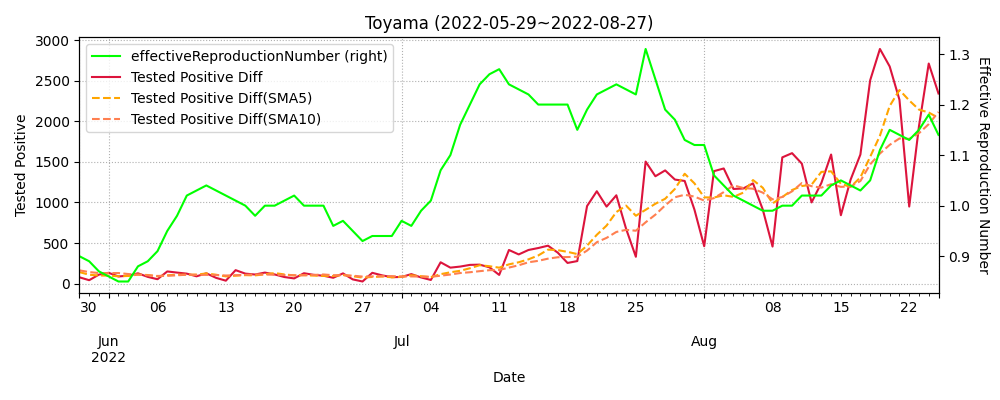 Toyama (2022-05-29~2022-08-27)
effectiveReproductionNumber (right)
Tested Positive Diff
Tested Positive Diff(SMA5)
Tested Positive Diff(SMA10)
Tested Positive
3000
2500
2000
1500
1000
500
0
Effective Reproduction Number
1.3
1.2
1.1
1.0
0.9
30 06 13 20 27 04 11 18 25 08 15 22
Jun Jul Aug
2022
Date